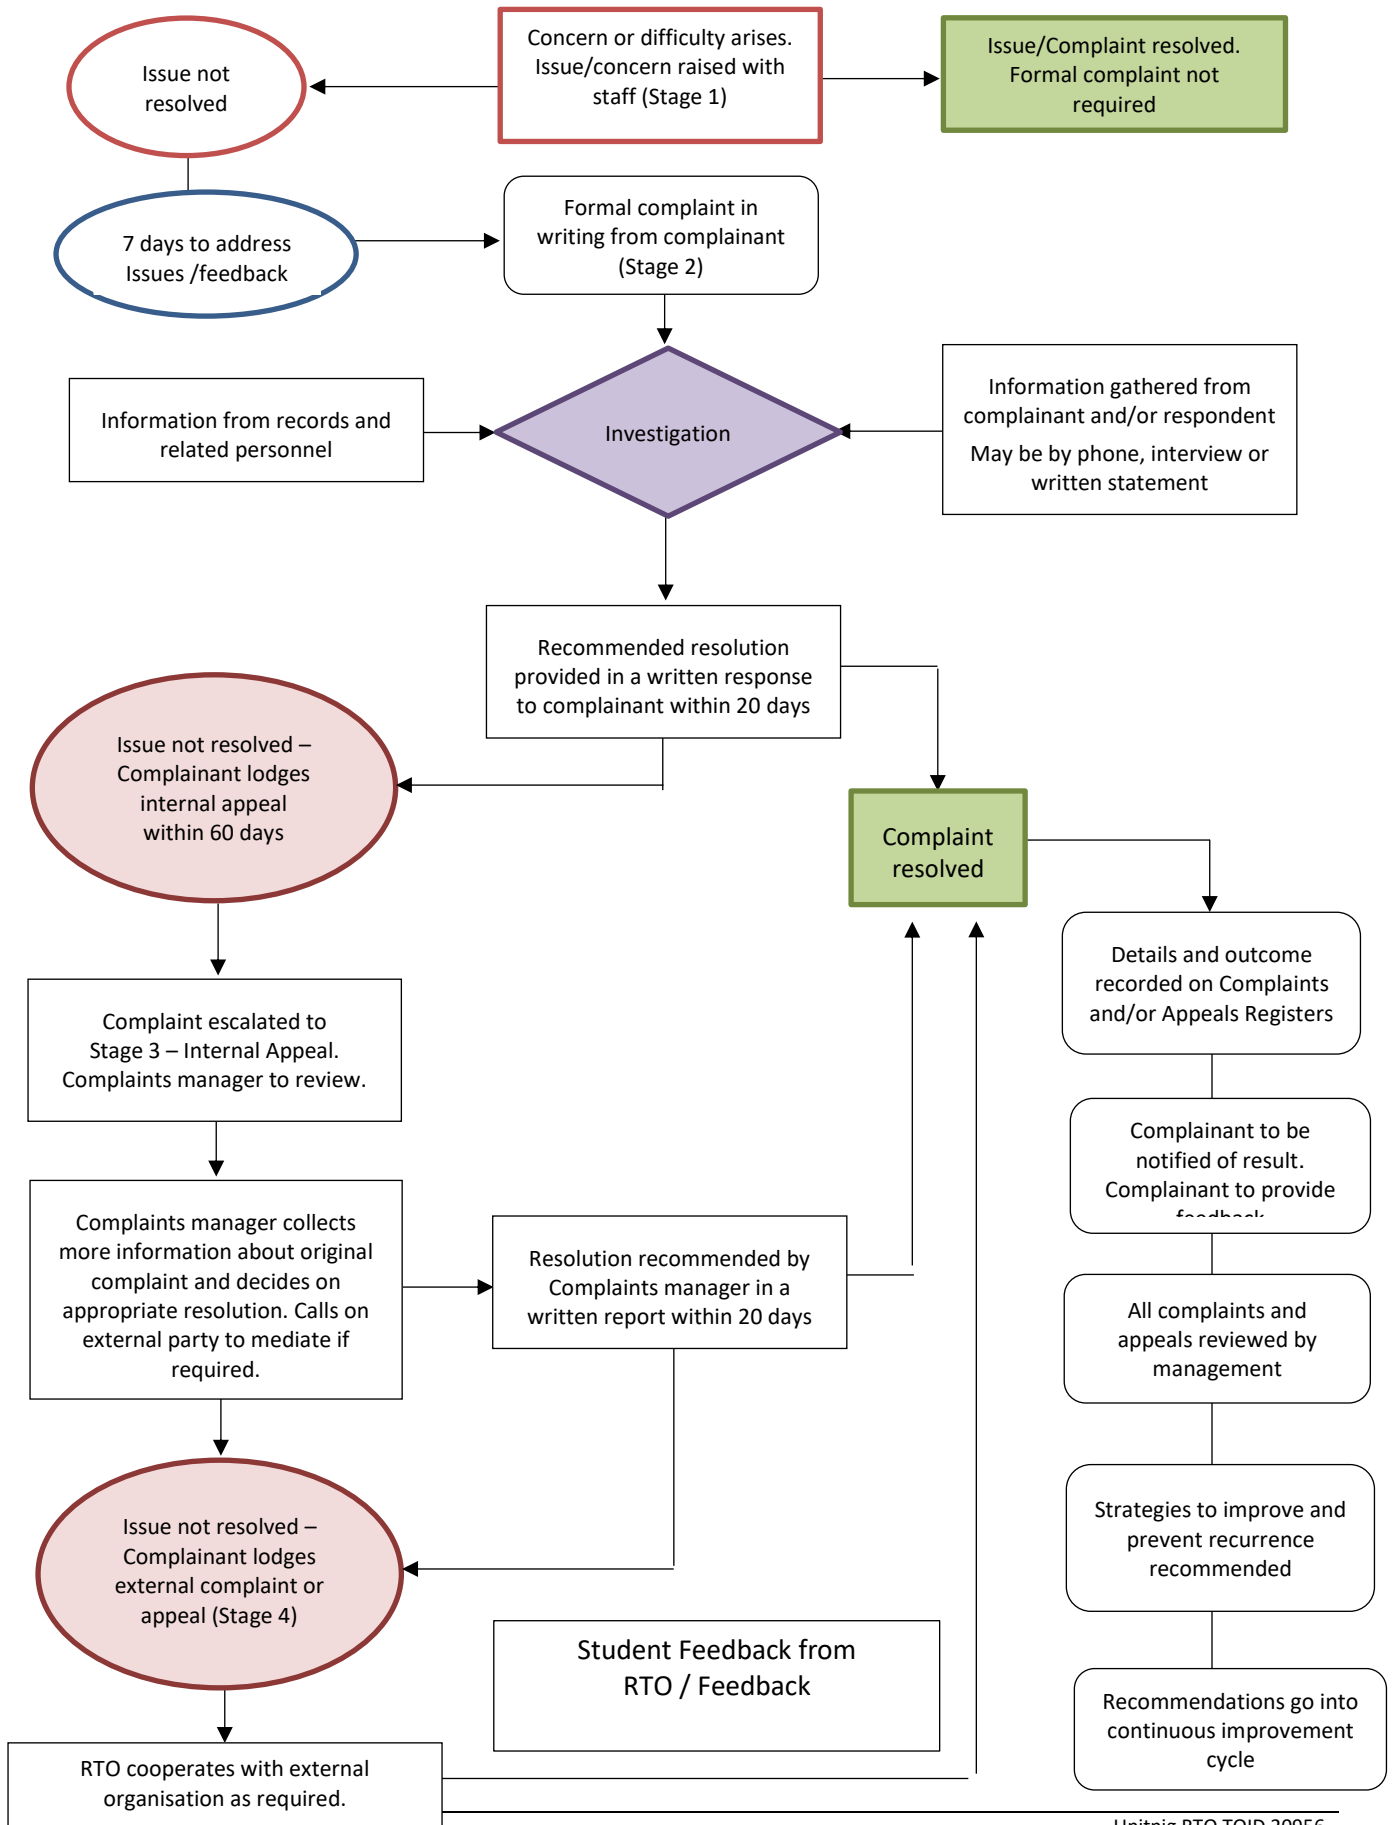 Issue not
resolved
Concern or difficulty arises.
Issue/concern raised with
staff (Stage 1)
Issue/Complaint resolved.
Formal complaint not
required
7 days to address
Issues /feedback
Formal complaint in
writing from complainant
(Stage 2)
Information from records and
related personnel
Investigation
Information gathered from
complainant and/or respondent
May be by phone, interview or
written statement
Recommended resolution
provided in a written response
to complainant within 20 days
Issue not resolved –
Complainant lodges
internal appeal
within 60 days
Complaint
resolved
Details and outcome
recorded on Complaints
and/or Appeals Registers
Complaint escalated to
Stage 3 – Internal Appeal.
Complaints manager to review.
Complainant to be
notified of result.
Complainant to provide
feedback
Complaints manager collects
more information about original
complaint and decides on
appropriate resolution. Calls on
external party to mediate if
required.
Resolution recommended by
Complaints manager in a
written report within 20 days
All complaints and
appeals reviewed by
management
Issue not resolved –
Complainant lodges
external complaint or
appeal (Stage 4)
Strategies to improve and
prevent recurrence
recommended
Student Feedback from
RTO / Feedback
Recommendations go into
continuous improvement
cycle
RTO cooperates with external
organisation as required.
RTO TOID